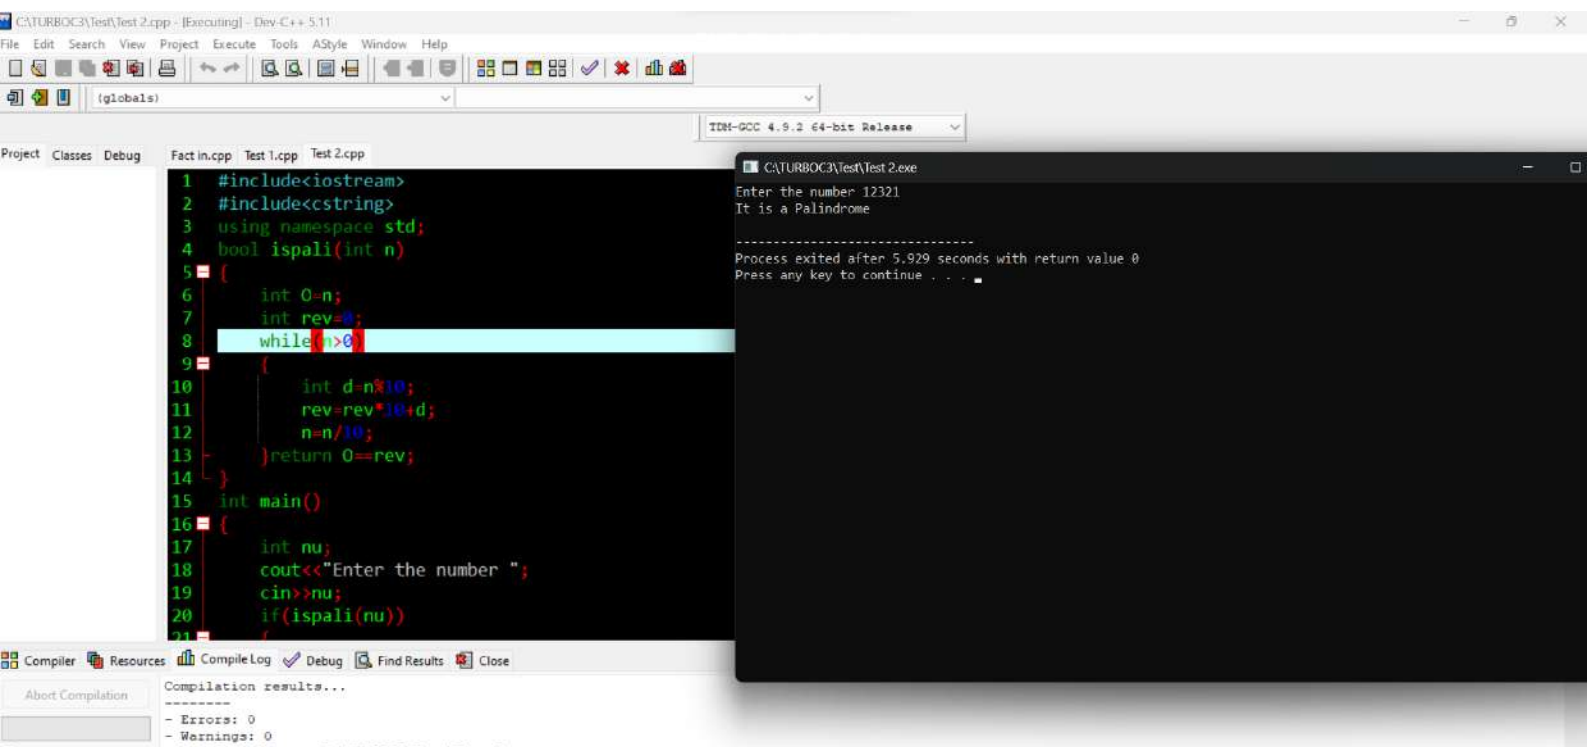 C:\TURBOC3\Test\Test 2.cpp - [Executing] - Dev-C++ 5.11
File Edit Search View Project Execute Tools AStyle Window Help
(globals)
TDM-GCC 4.9.2 64-bit Release
Project Classes Debug
Fact in.cpp Test 1.cpp Test 2.cpp
1 #include<iostream>
2 #include<cstring>
3 using namespace std;
4 bool ispali(int n)
5 {
6 int O=n;
7 int rev=0;
8 while(n>0)
9 {
10 int d=n%10;
11 rev=rev*10+d;
12 n=n/10;
13 }return O==rev;
14 }
15 int main()
16 {
17 int nu;
18 cout<<"Enter the number ";
19 cin>>nu;
20 if(ispali(nu))
21 {
C:\TURBOC3\Test\Test 2.exe
Enter the number 12321
It is a Palindrome
--------------------------------
Process exited after 5.929 seconds with return value 0
Press any key to continue . . .
Compiler Resources Compile Log Debug Find Results Close
Abort Compilation
Compilation results...
--------
- Errors: 0
- Warnings: 0